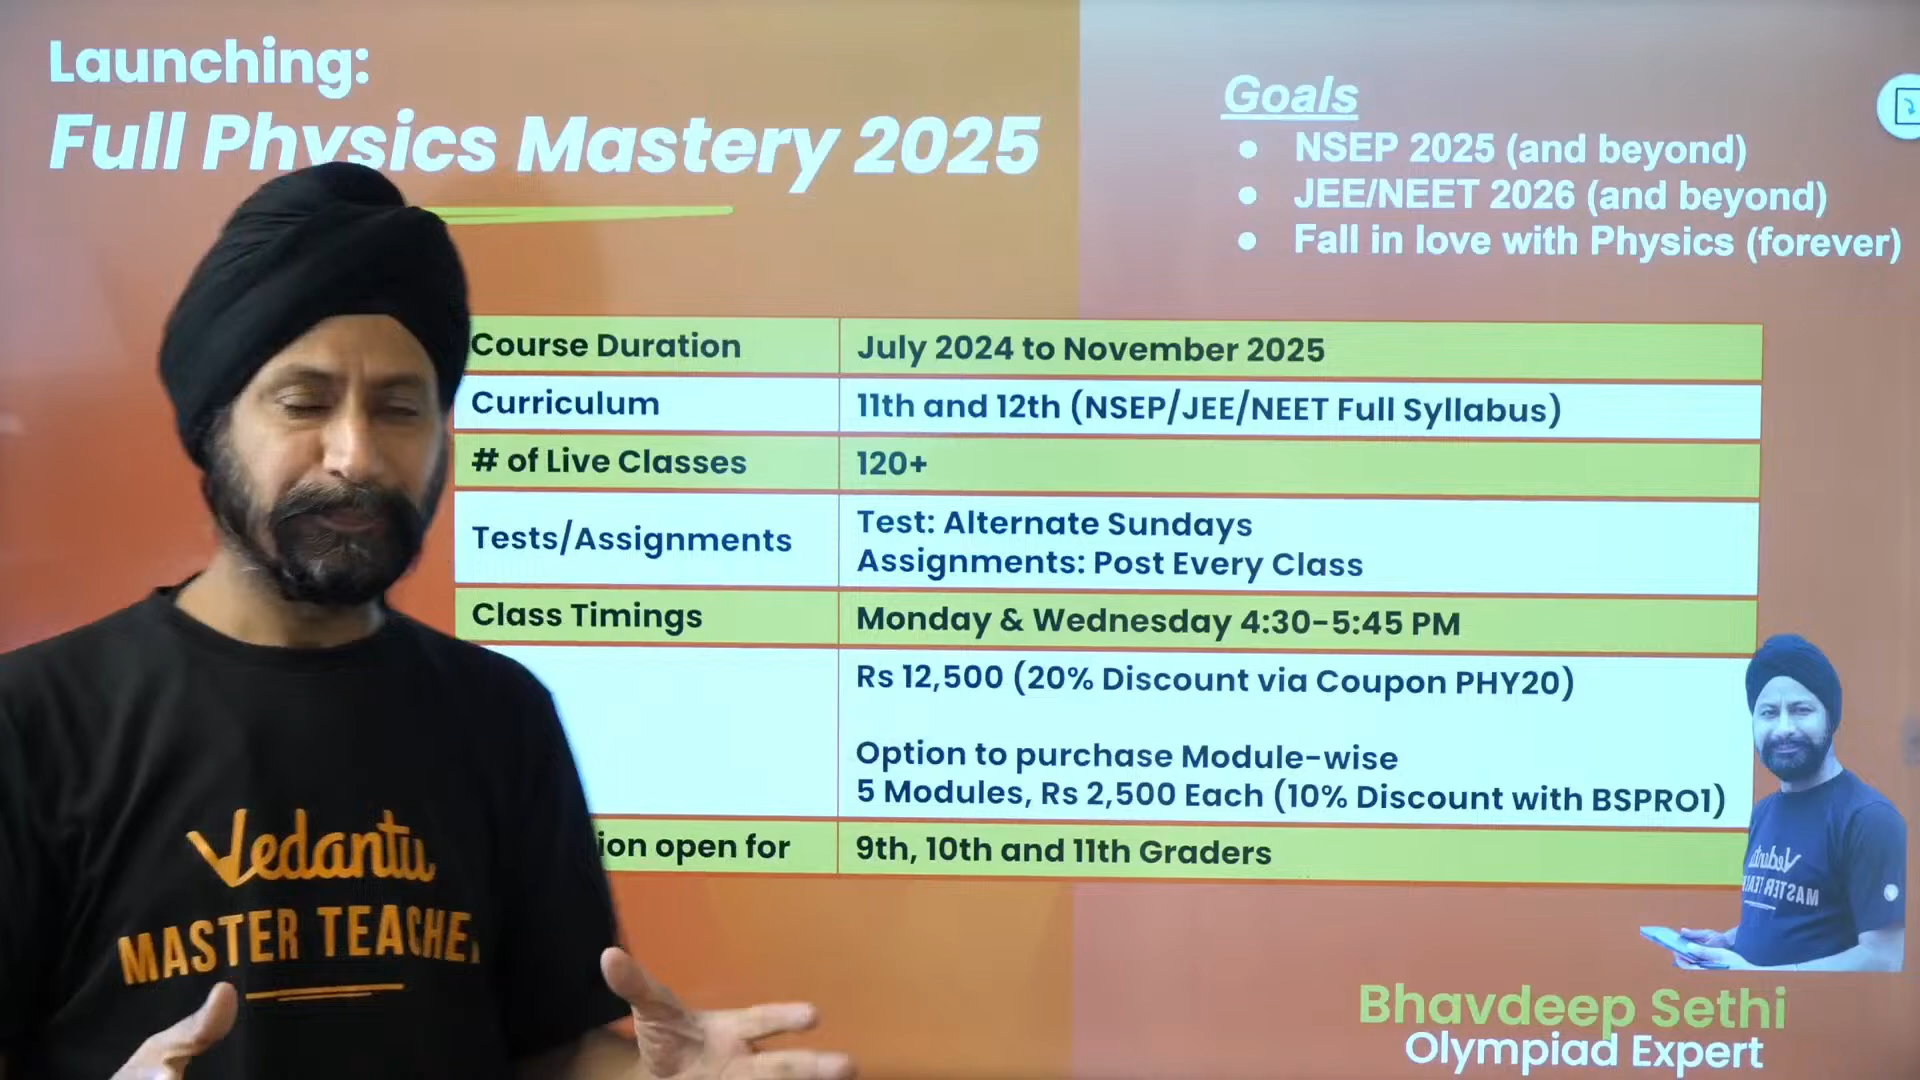 Launching:
Full Physics Mastery 2025
Goals
NSEP 2025 (and beyond)
JEE/NEET 2026 (and beyond)
Fall in love with Physics (forever)
Course Duration
July 2024 to November 2025
Curriculum
11th and 12th (NSEP/JEE/NEET Full Syllabus)
# of Live Classes
120+
Tests/Assignments
Test: Alternate Sundays
Assignments: Post Every Class
Class Timings
Monday & Wednesday 4:30-5:45 PM
Rs 12,500 (20% Discount via Coupon PHY20)
Option to purchase Module-wise
5 Modules, Rs 2,500 Each (10% Discount with BSPRO1)
ion open for
9th, 10th and 11th Graders
Vedantu
MASTER TEACHE
Bhavdeep Sethi
Olympiad Expert